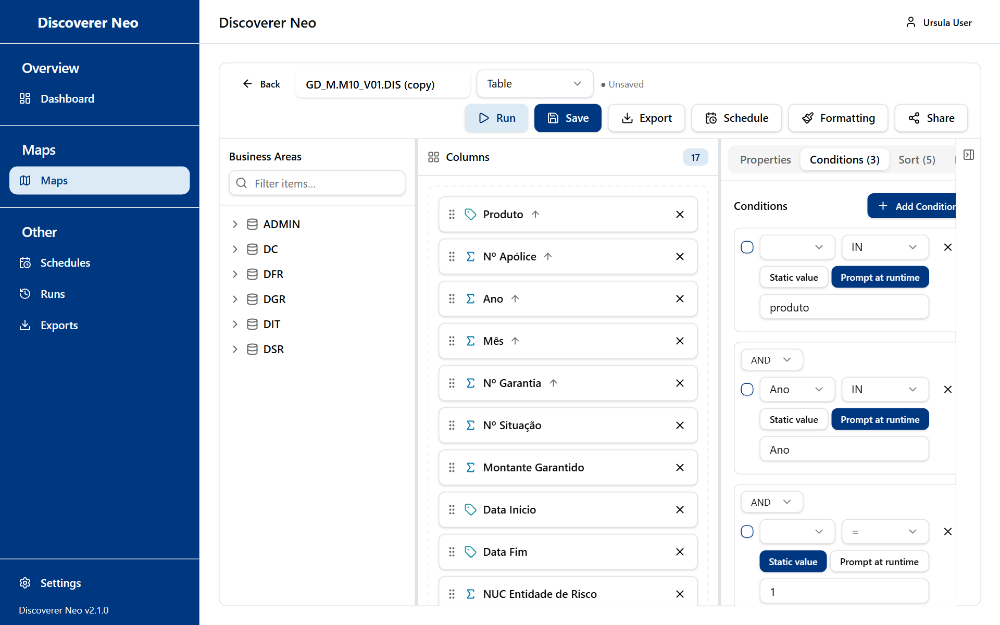 Discoverer Neo
Overview
Dashboard
Maps
Maps
Other
Schedules
Runs
Exports
Settings
Discoverer Neo v2.1.0
Discoverer Neo
Ursula User
Back
GD_M.M10_V01.DIS (copy)
Table
● Unsaved
Run
Save
Export
Schedule
Formatting
Share
Business Areas
Filter items...
ADMIN
DC
DFR
DGR
DIT
DSR
Columns
17
Produto
Nº Apólice
Ano
Mês
Nº Garantia
Nº Situação
Montante Garantido
Data Inicio
Data Fim
NUC Entidade de Risco
Properties
Conditions (3)
Sort (5)
Conditions
Add Condition
IN
Static value
Prompt at runtime
produto
AND
Ano
IN
Static value
Prompt at runtime
Ano
AND
=
Static value
Prompt at runtime
1